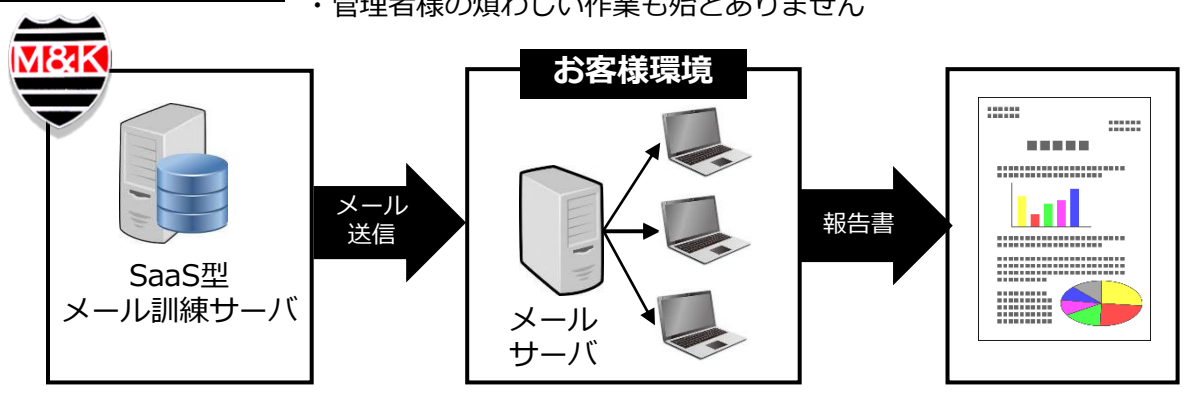 ・管理者様の煩わしい作業も殆どありません
M&K
お客様環境
メール
送信
報告書
SaaS型
メール訓練サーバ
メール
サーバ